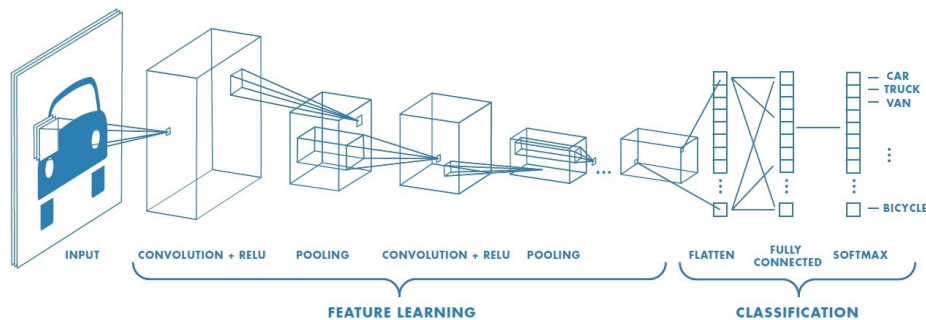 CAR
TRUCK
VAN
BICYCLE
INPUT
CONVOLUTION + RELU
POOLING
CONVOLUTION + RELU
POOLING
FLATTEN
FULLY
CONNECTED
SOFTMAX
FEATURE LEARNING
CLASSIFICATION